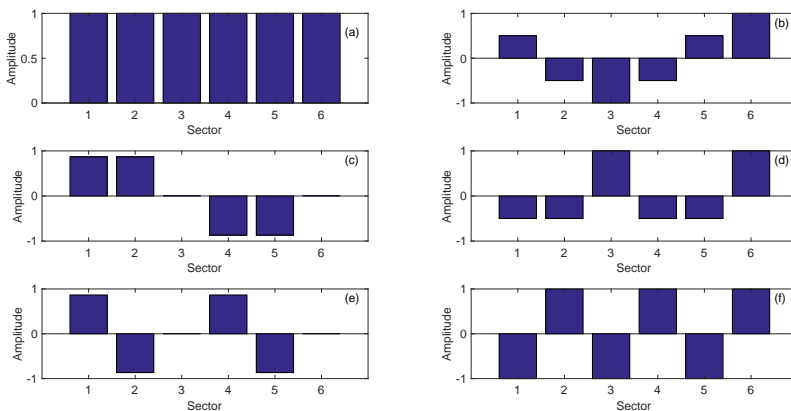 1
0.5
0
Amplitude
(a)
1 2 3 4 5 6
Sector
1
0
-1
Amplitude
(b)
1 2 3 4 5 6
Sector
1
0
-1
Amplitude
(c)
1 2 3 4 5 6
Sector
1
0
-1
Amplitude
(d)
1 2 3 4 5 6
Sector
1
0
-1
Amplitude
(e)
1 2 3 4 5 6
Sector
1
0
-1
Amplitude
(f)
1 2 3 4 5 6
Sector